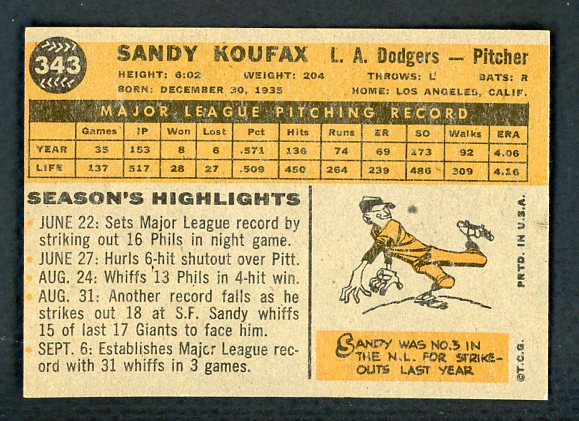 343
SANDY KOUFAX L. A. Dodgers — Pitcher
HEIGHT: 6:02 WEIGHT: 204 THROWS: L BATS: R
BORN: DECEMBER 30, 1935 HOME: LOS ANGELES, CALIF.
MAJOR LEAGUE PITCHING RECORD
Games IP Won Lost Pct Hits Runs ER SO Walks ERA
YEAR 35 153 8 6 .571 136 74 69 173 92 4.06
LIFE 137 517 28 27 .509 450 264 239 486 309 4.16
SEASON'S HIGHLIGHTS
• JUNE 22: Sets Major League record by
striking out 16 Phils in night game.
• JUNE 27: Hurls 6-hit shutout over Pitt.
• AUG. 24: Whiffs 13 Phils in 4-hit win.
• AUG. 31: Another record falls as he
strikes out 18 at S.F. Sandy whiffs
15 of last 17 Giants to face him.
• SEPT. 6: Establishes Major League rec-
ord with 31 whiffs in 3 games.
SANDY WAS NO.3 IN
THE N.L. FOR STRIKE-
OUTS LAST YEAR
©T.C.G. PRTD. IN U.S.A.